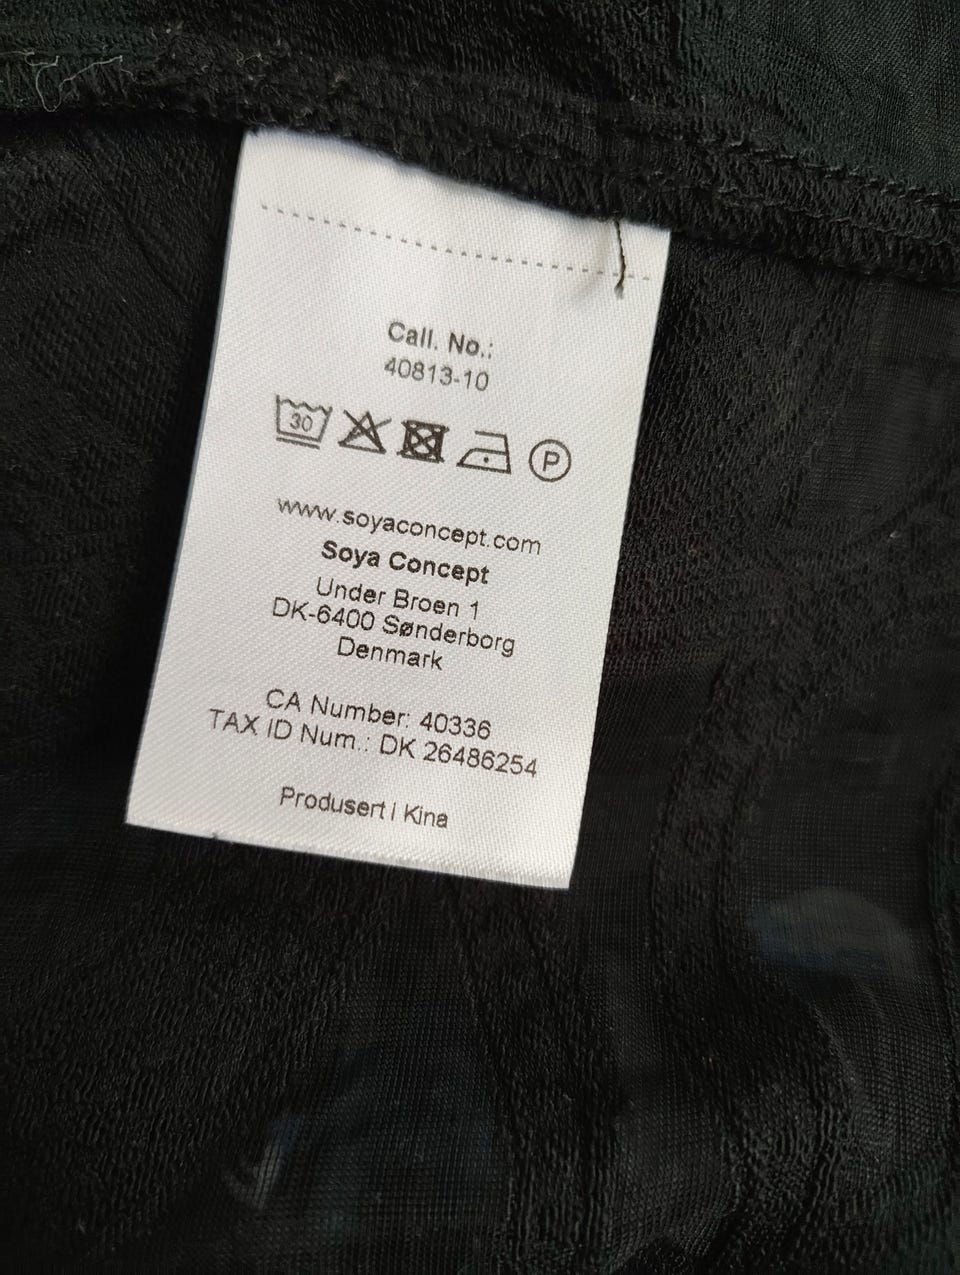 Call. No.:
40813-10
30 P
www.soyaconcept.com
Soya Concept
Under Broen 1
DK-6400 Sønderborg
Denmark
CA Number: 40336
TAX ID Num.: DK 26486254
Produsert i Kina